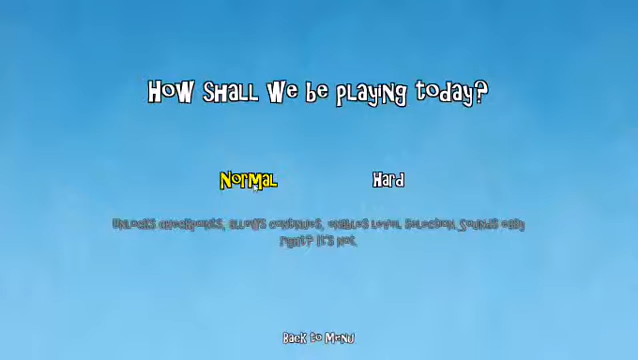 How shall we be playing today?
Normal Hard
Unlocks checkpoints, allows continues, enables level selection. Sounds easy
right? It's not.
Back to Menu